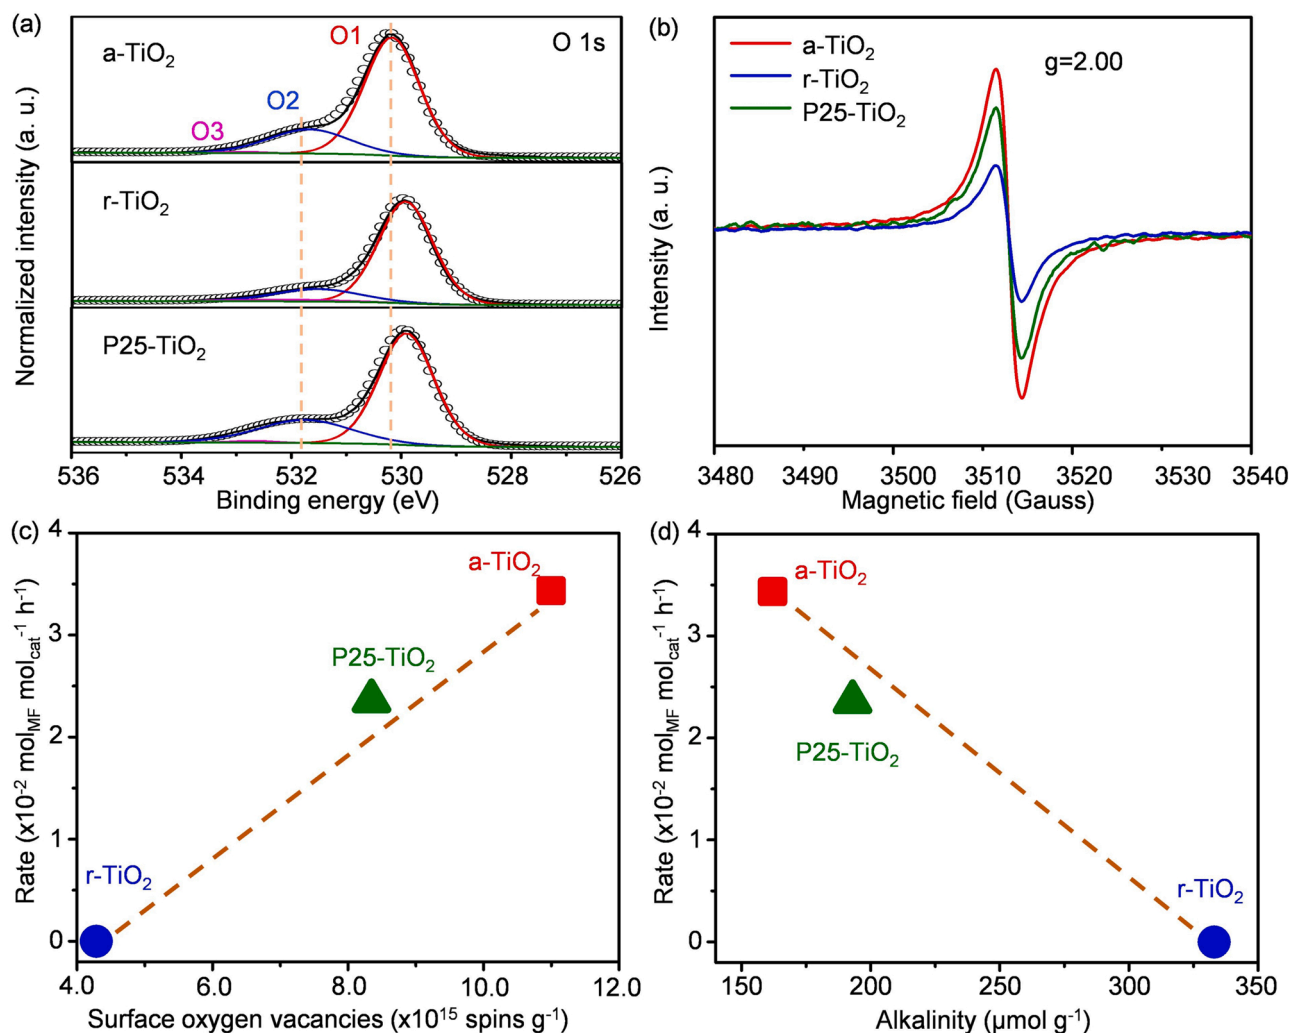 (a)
a-TiO₂
O1
O 1s
O2
O3
r-TiO₂
P25-TiO₂
Normalized intensity (a. u.)
536 534 532 530 528 526
Binding energy (eV)
(b)
a-TiO₂
r-TiO₂
P25-TiO₂
g=2.00
Intensity (a. u.)
3480 3490 3500 3510 3520 3530 3540
Magnetic field (Gauss)
(c)
4
3
2
1
0
Rate (x10⁻² mol_MF mol_cat⁻¹ h⁻¹)
a-TiO₂
P25-TiO₂
r-TiO₂
4.0 6.0 8.0 10.0 12.0
Surface oxygen vacancies (x10¹⁵ spins g⁻¹)
(d)
4
3
2
1
0
Rate (x10⁻² mol_MF mol_cat⁻¹ h⁻¹)
a-TiO₂
P25-TiO₂
r-TiO₂
150 200 250 300 350
Alkalinity (μmol g⁻¹)